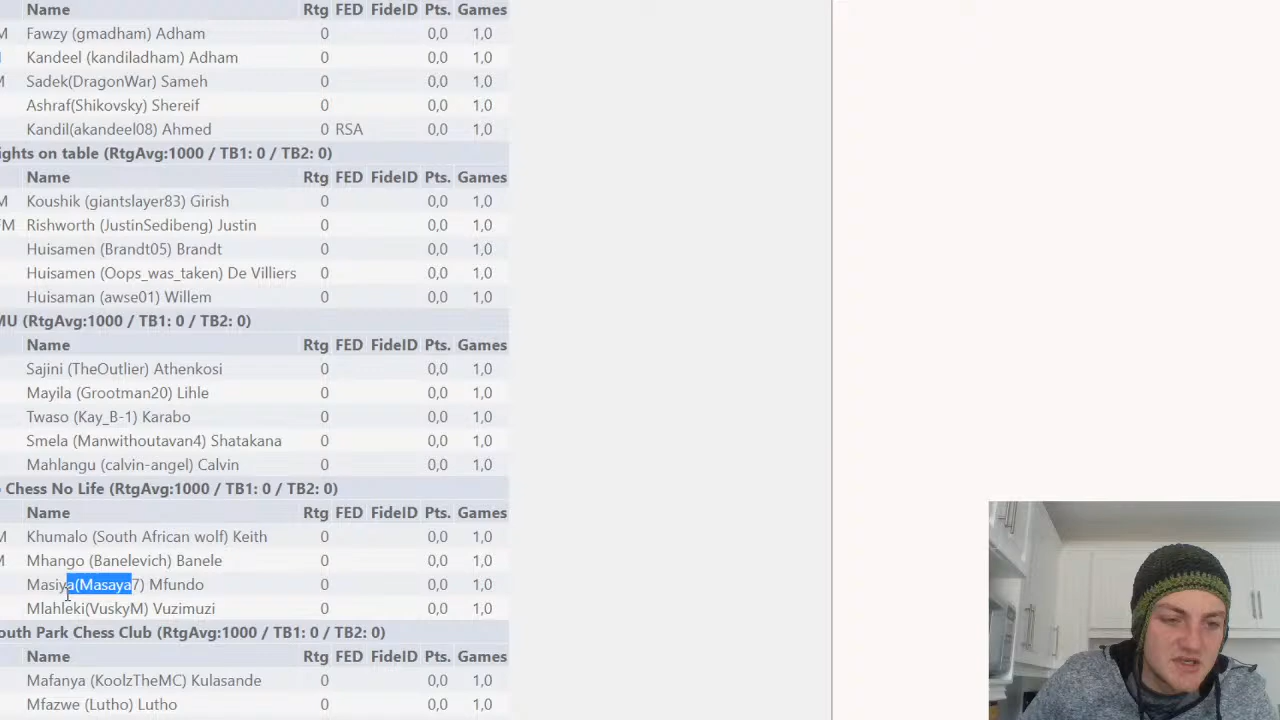 Name Rtg FED FideID Pts. Games
M Fawzy (gmadham) Adham 0 0,0 1,0
Kandeel (kandiladham) Adham 0 0,0 1,0
M Sadek(DragonWar) Sameh 0 0,0 1,0
Ashraf(Shikovsky) Shereif 0 0,0 1,0
Kandil(akandeel08) Ahmed 0 RSA 0,0 1,0
ights on table (RtgAvg:1000 / TB1: 0 / TB2: 0)
Name Rtg FED FideID Pts. Games
M Koushik (giantslayer83) Girish 0 0,0 1,0
FM Rishworth (JustinSedibeng) Justin 0 0,0 1,0
Huisamen (Brandt05) Brandt 0 0,0 1,0
Huisamen (Oops_was_taken) De Villiers 0 0,0 1,0
Huisaman (awse01) Willem 0 0,0 1,0
MU (RtgAvg:1000 / TB1: 0 / TB2: 0)
Name Rtg FED FideID Pts. Games
Sajini (TheOutlier) Athenkosi 0 0,0 1,0
Mayila (Grootman20) Lihle 0 0,0 1,0
Twaso (Kay_B-1) Karabo 0 0,0 1,0
Smela (Manwithoutavan4) Shatakana 0 0,0 1,0
Mahlangu (calvin-angel) Calvin 0 0,0 1,0
Chess No Life (RtgAvg:1000 / TB1: 0 / TB2: 0)
Name Rtg FED FideID Pts. Games
M Khumalo (South African wolf) Keith 0 0,0 1,0
M Mhango (Banelevich) Banele 0 0,0 1,0
Masiya(Masaya7) Mfundo 0 0,0 1,0
Mlahleki(VuskyM) Vuzimuzi 0 0,0 1,0
outh Park Chess Club (RtgAvg:1000 / TB1: 0 / TB2: 0)
Name Rtg FED FideID Pts. Games
Mafanya (KoolzTheMC) Kulasande 0 0,0 1,0
Mfazwe (Lutho) Lutho 0 0,0 1,0